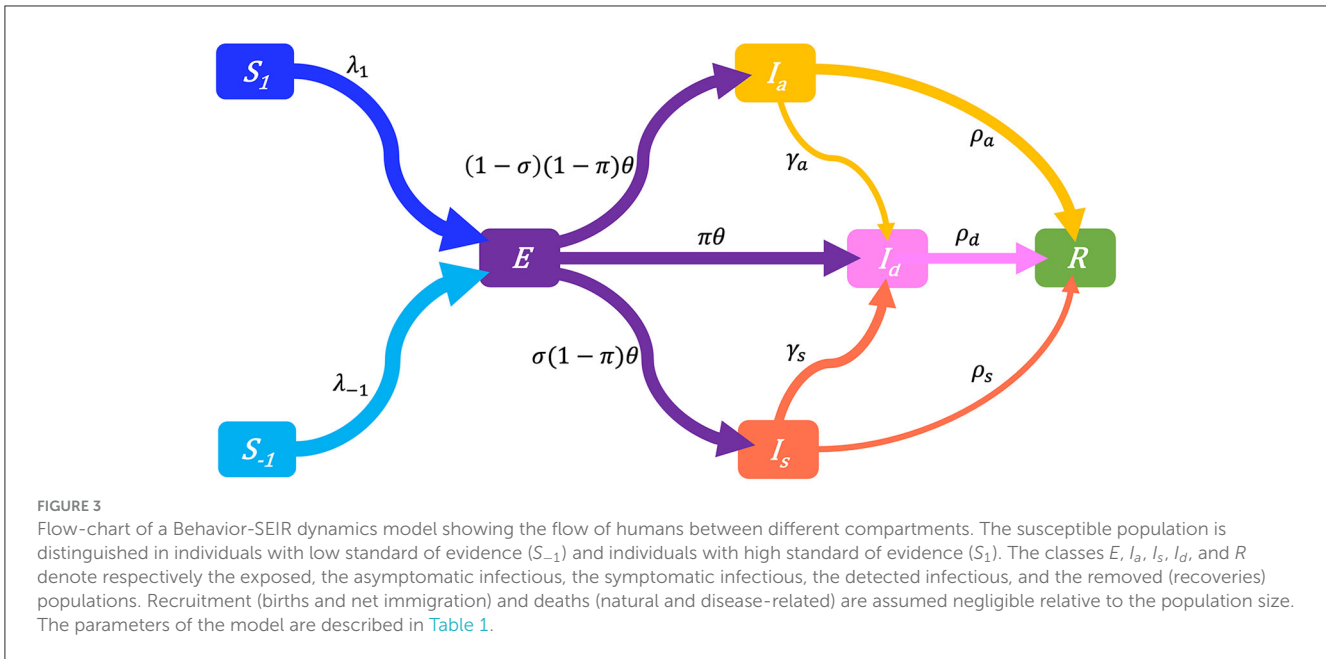 S₁
λ₁
Iₐ
(1 − σ)(1 − π)θ
γₐ
ρₐ
E
πθ
I_d
ρ_d
R
σ(1 − π)θ
γₛ
λ₋₁
ρₛ
S₋₁
Iₛ
FIGURE 3
Flow-chart of a Behavior-SEIR dynamics model showing the flow of humans between different compartments. The susceptible population is
distinguished in individuals with low standard of evidence (S₋₁) and individuals with high standard of evidence (S₁). The classes E, Iₐ, Iₛ, I_d, and R
denote respectively the exposed, the asymptomatic infectious, the symptomatic infectious, the detected infectious, and the removed (recoveries)
populations. Recruitment (births and net immigration) and deaths (natural and disease-related) are assumed negligible relative to the population size.
The parameters of the model are described in Table 1.